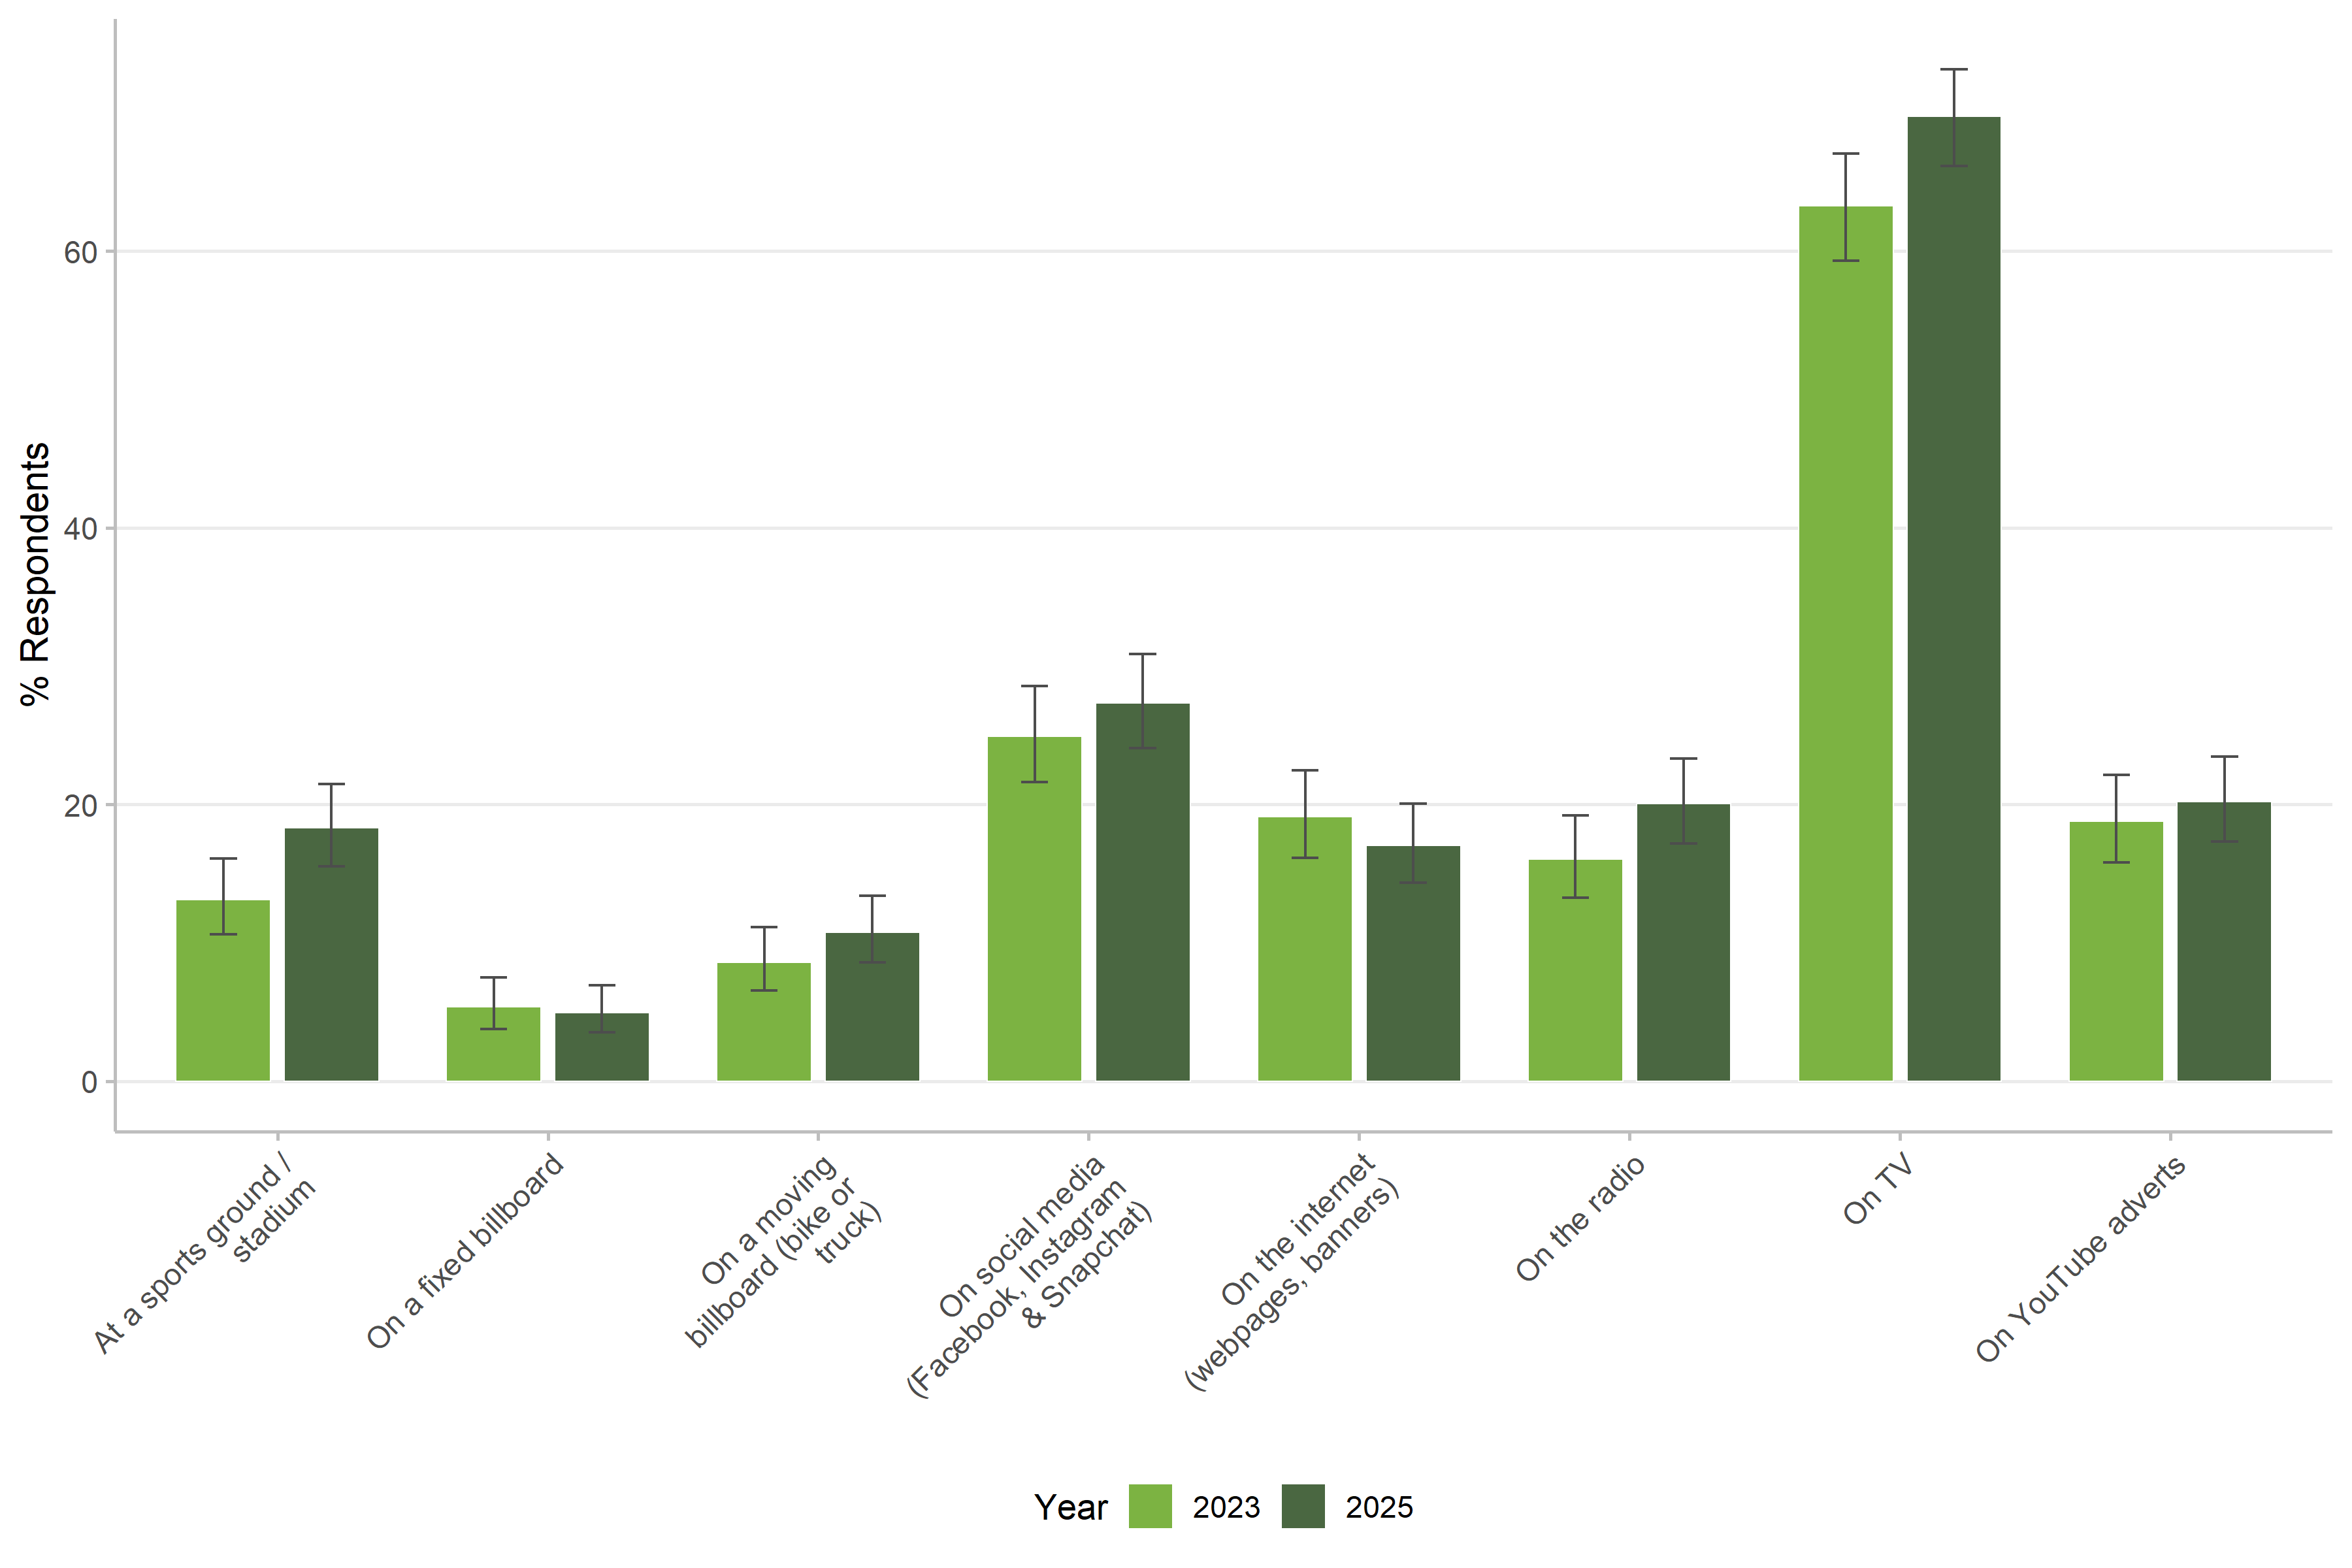 % Respondents
60
40
20
0
At a sports ground /
stadium
On a fixed billboard
On a moving
billboard (bike or
truck)
On social media
(Facebook, Instagram
& Snapchat)
On the internet
(webpages, banners)
On the radio
On TV
On YouTube adverts
Year
2023
2025